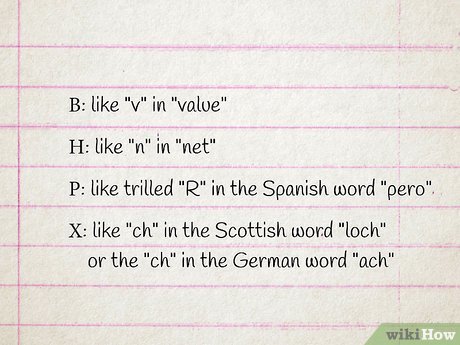 В: like "v" in "value"
Н: like "n" in "net"
Р: like trilled "R" in the Spanish word "pero".
Х: like "ch" in the Scottish word "loch"
or the "ch" in the German word "ach"
wikiHow